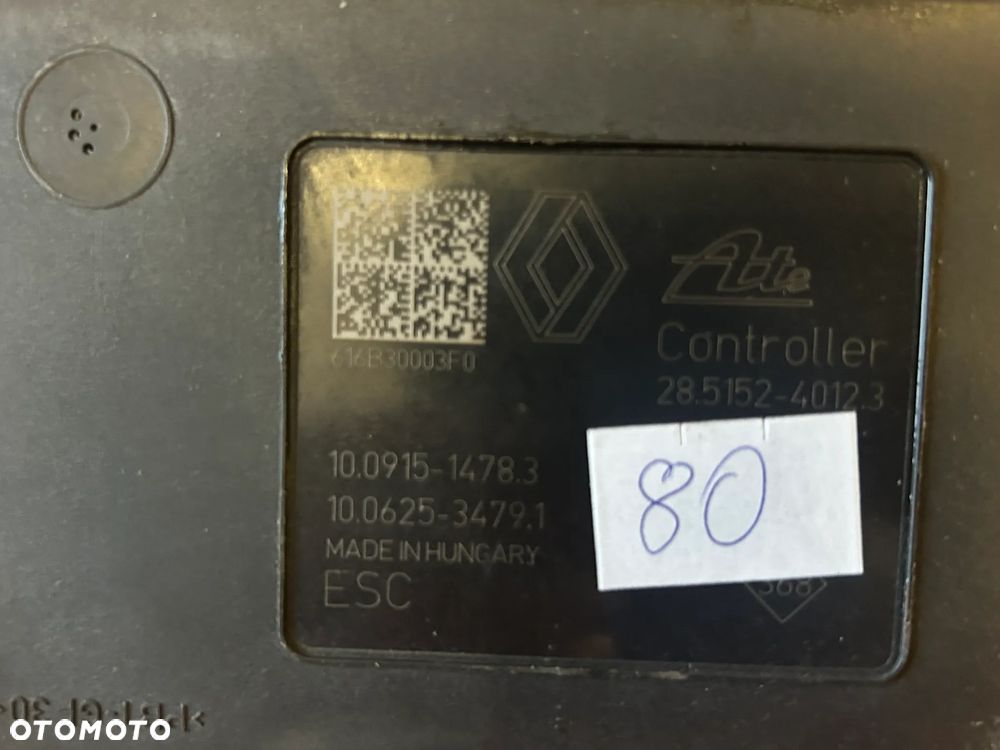 Ate
Controller
28.5152-4012.3
616B30003F0
10.0915-1478.3
10.0625-3479.1
MADE IN HUNGARY
ESC
80
568
OTOMOTO